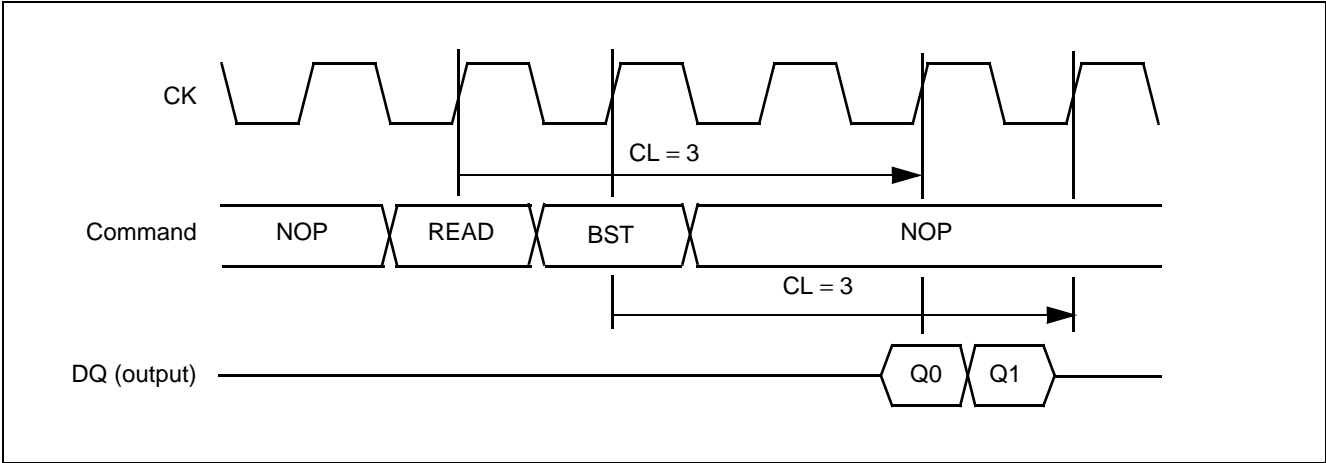 CK
CL = 3
Command NOP READ BST NOP
CL = 3
DQ (output) Q0 Q1